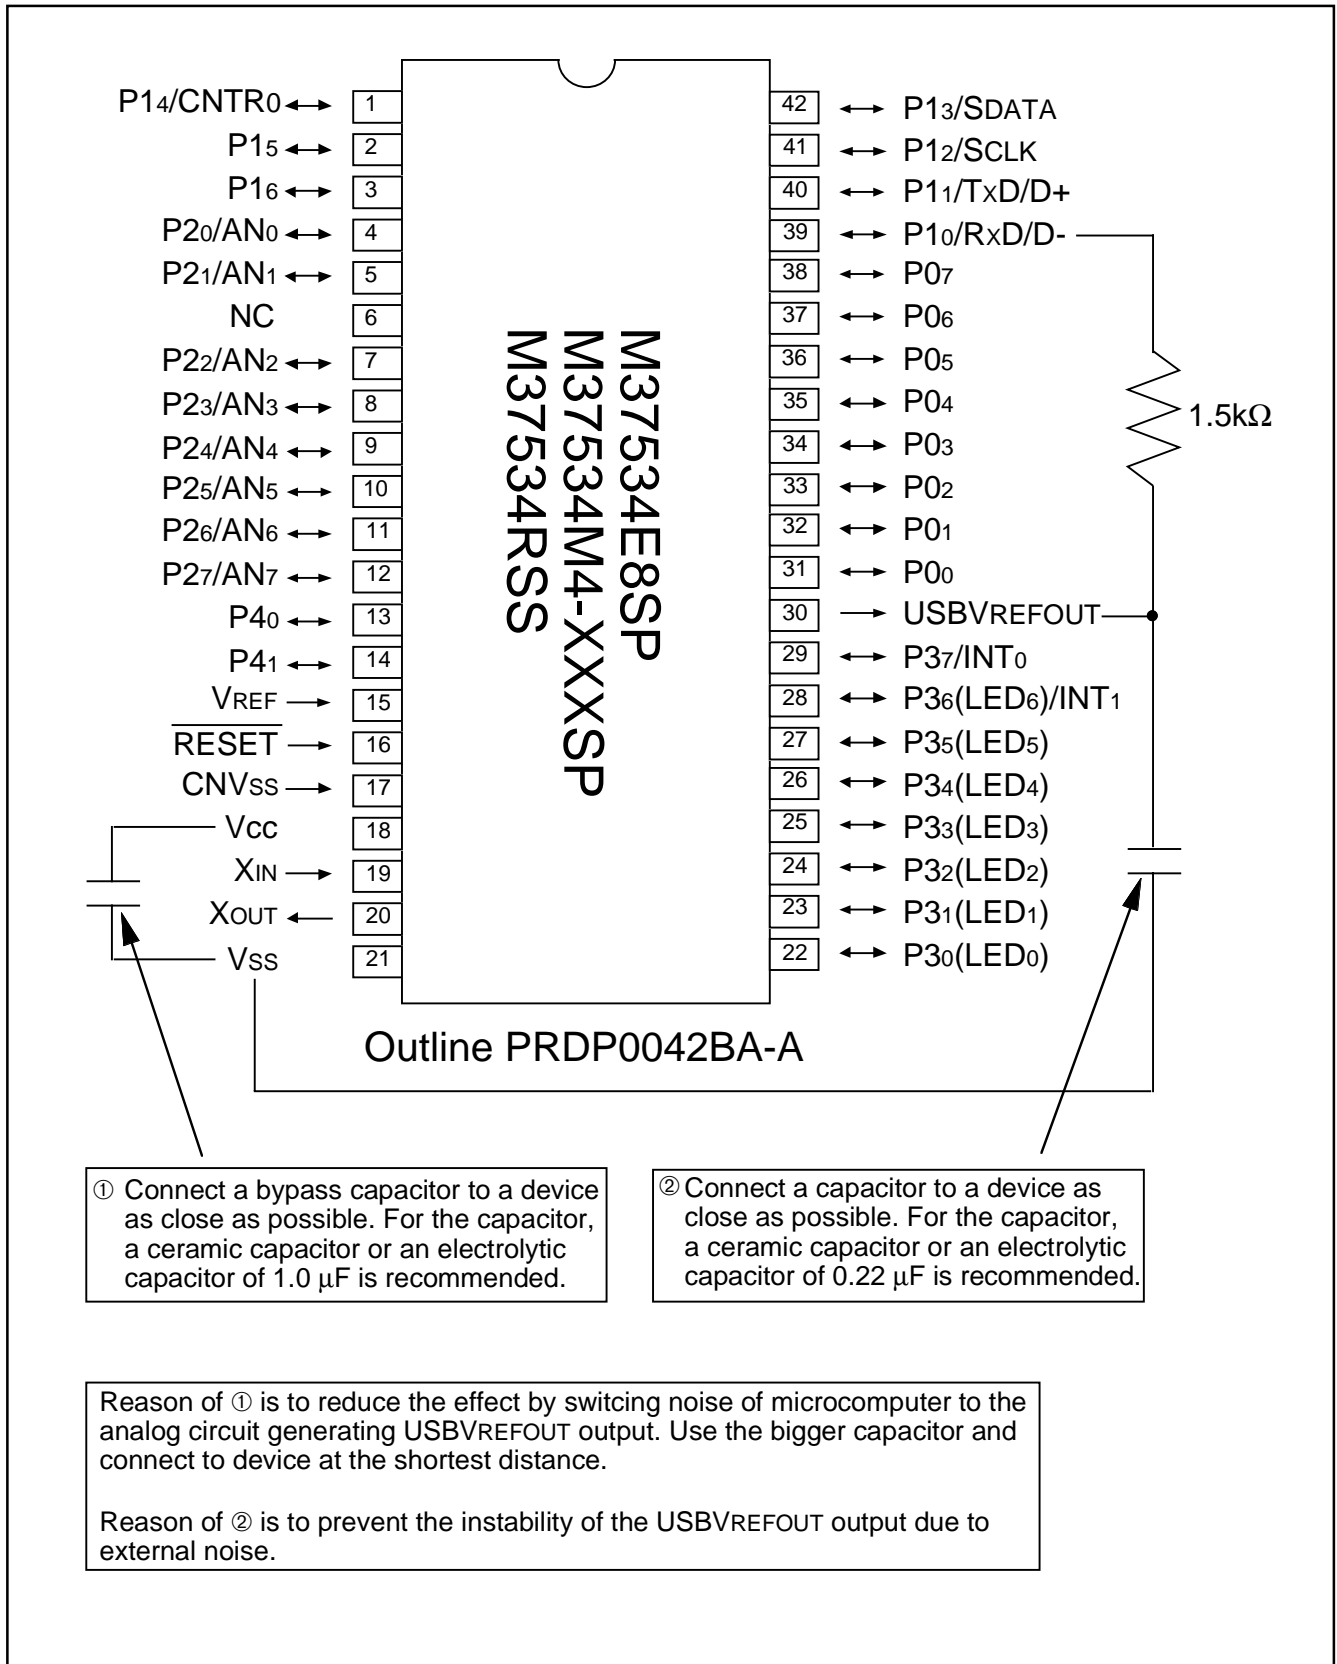 P14/CNTR0 1
P15 2
P16 3
P20/AN0 4
P21/AN1 5
NC 6
P22/AN2 7
P23/AN3 8
P24/AN4 9
P25/AN5 10
P26/AN6 11
P27/AN7 12
P40 13
P41 14
VREF 15
RESET 16
CNVSS 17
Vcc 18
XIN 19
XOUT 20
VSS 21
M37534E8SP
M37534M4-XXXSP
M37534RSS
42 P13/SDATA
41 P12/SCLK
40 P11/TXD/D+
39 P10/RXD/D-
38 P07
37 P06
36 P05
35 P04
34 P03
33 P02
32 P01
31 P00
30 USBVREFOUT
29 P37/INT0
28 P36(LED6)/INT1
27 P35(LED5)
26 P34(LED4)
25 P33(LED3)
24 P32(LED2)
23 P31(LED1)
22 P30(LED0)
1.5kΩ
Outline PRDP0042BA-A
① Connect a bypass capacitor to a device
as close as possible. For the capacitor,
a ceramic capacitor or an electrolytic
capacitor of 1.0 μF is recommended.
② Connect a capacitor to a device as
close as possible. For the capacitor,
a ceramic capacitor or an electrolytic
capacitor of 0.22 μF is recommended.
Reason of ① is to reduce the effect by switcing noise of microcomputer to the
analog circuit generating USBVREFOUT output. Use the bigger capacitor and
connect to device at the shortest distance.
Reason of ② is to prevent the instability of the USBVREFOUT output due to
external noise.